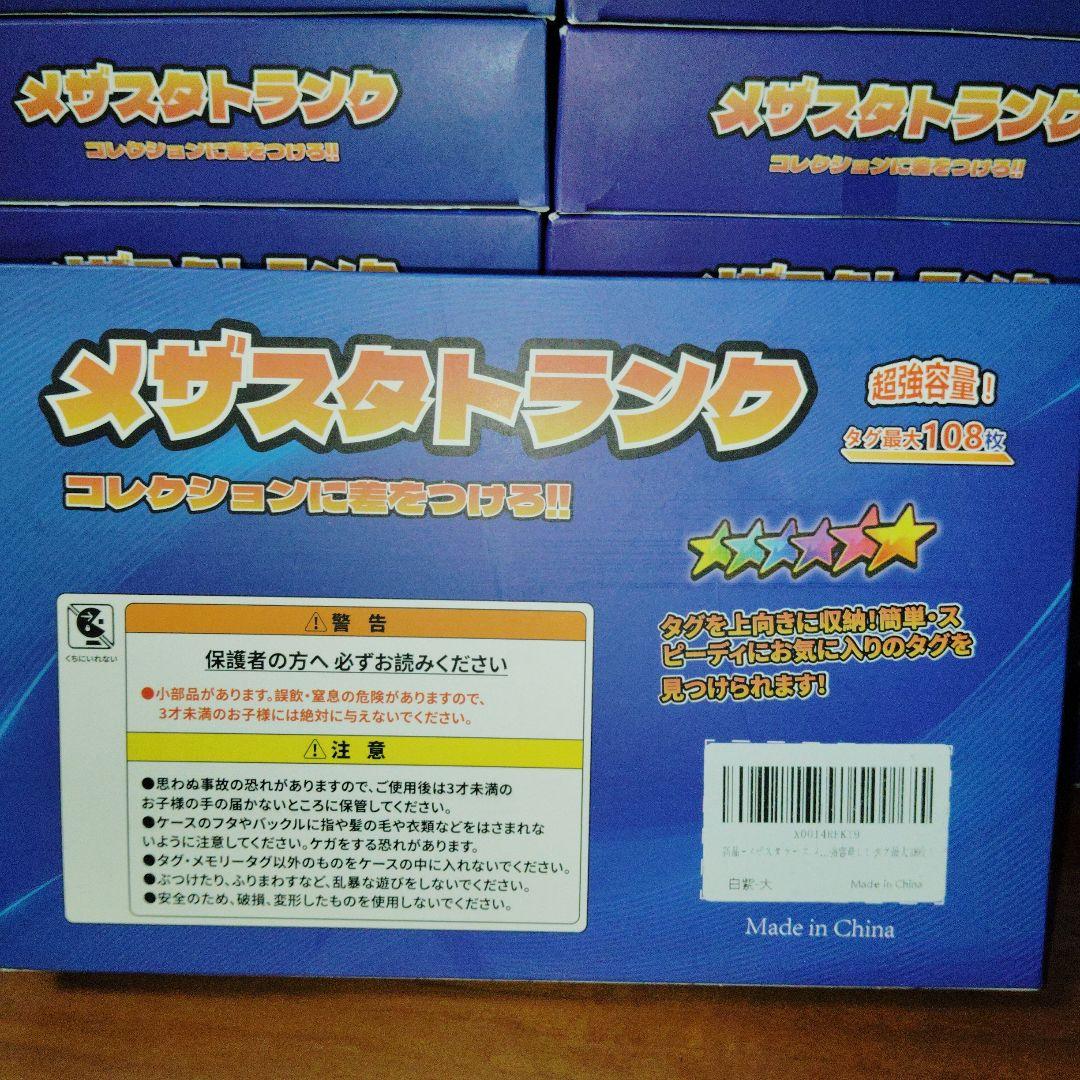 メザスタトランク
コレクションに差をつけろ!!
メザスタトランク
コレクションに差をつけろ!!
メザスタトランク
コレクションに差をつけろ!!
超強容量!
タグ最大108枚
タグを上向きに収納!簡単・ス
ピーディにお気に入りのタグを
見つけられます!
くちにいれない
警告
保護者の方へ 必ずお読みください
●小部品があります。誤飲・窒息の危険がありますので、
3才未満のお子様には絶対に与えないでください。
注意
●思わぬ事故の恐れがありますので、ご使用後は3才未満の
お子様の手の届かないところに保管してください。
●ケースのフタやバックルに指や髪の毛や衣類などをはさまれな
いように注意してください。ケガをする恐れがあります。
●タグ・メモリータグ以外のものをケースの中に入れないでください。
●ぶつけたり、ふりまわすなど、乱暴な遊びをしないでください。
●安全のため、破損、変形したものを使用しないでください。
白紫-大
Made in China
Made in China